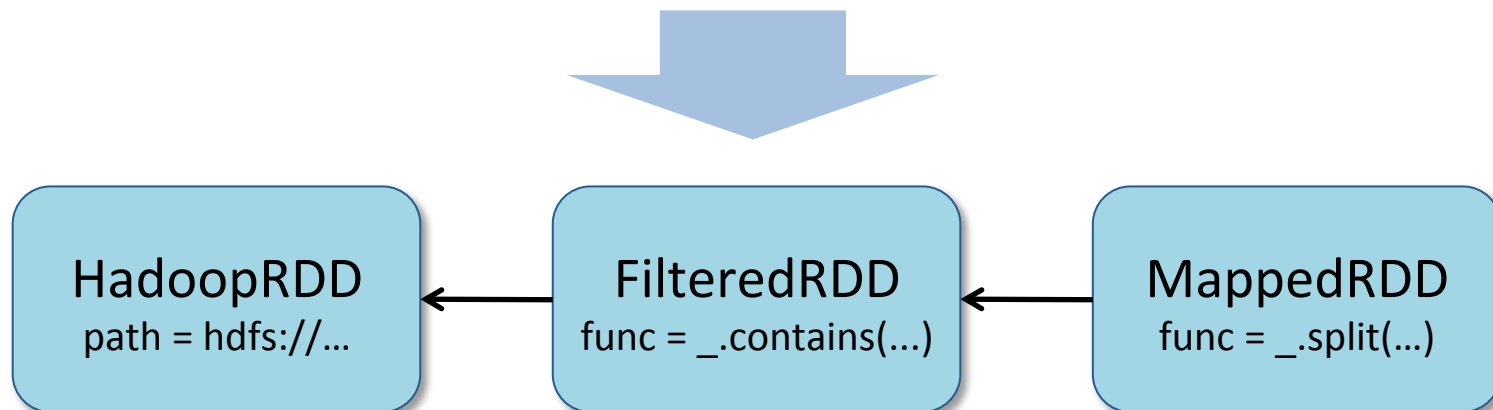 HadoopRDD
path = hdfs://...
FilteredRDD
func = _.contains(...)
MappedRDD
func = _.split(...)